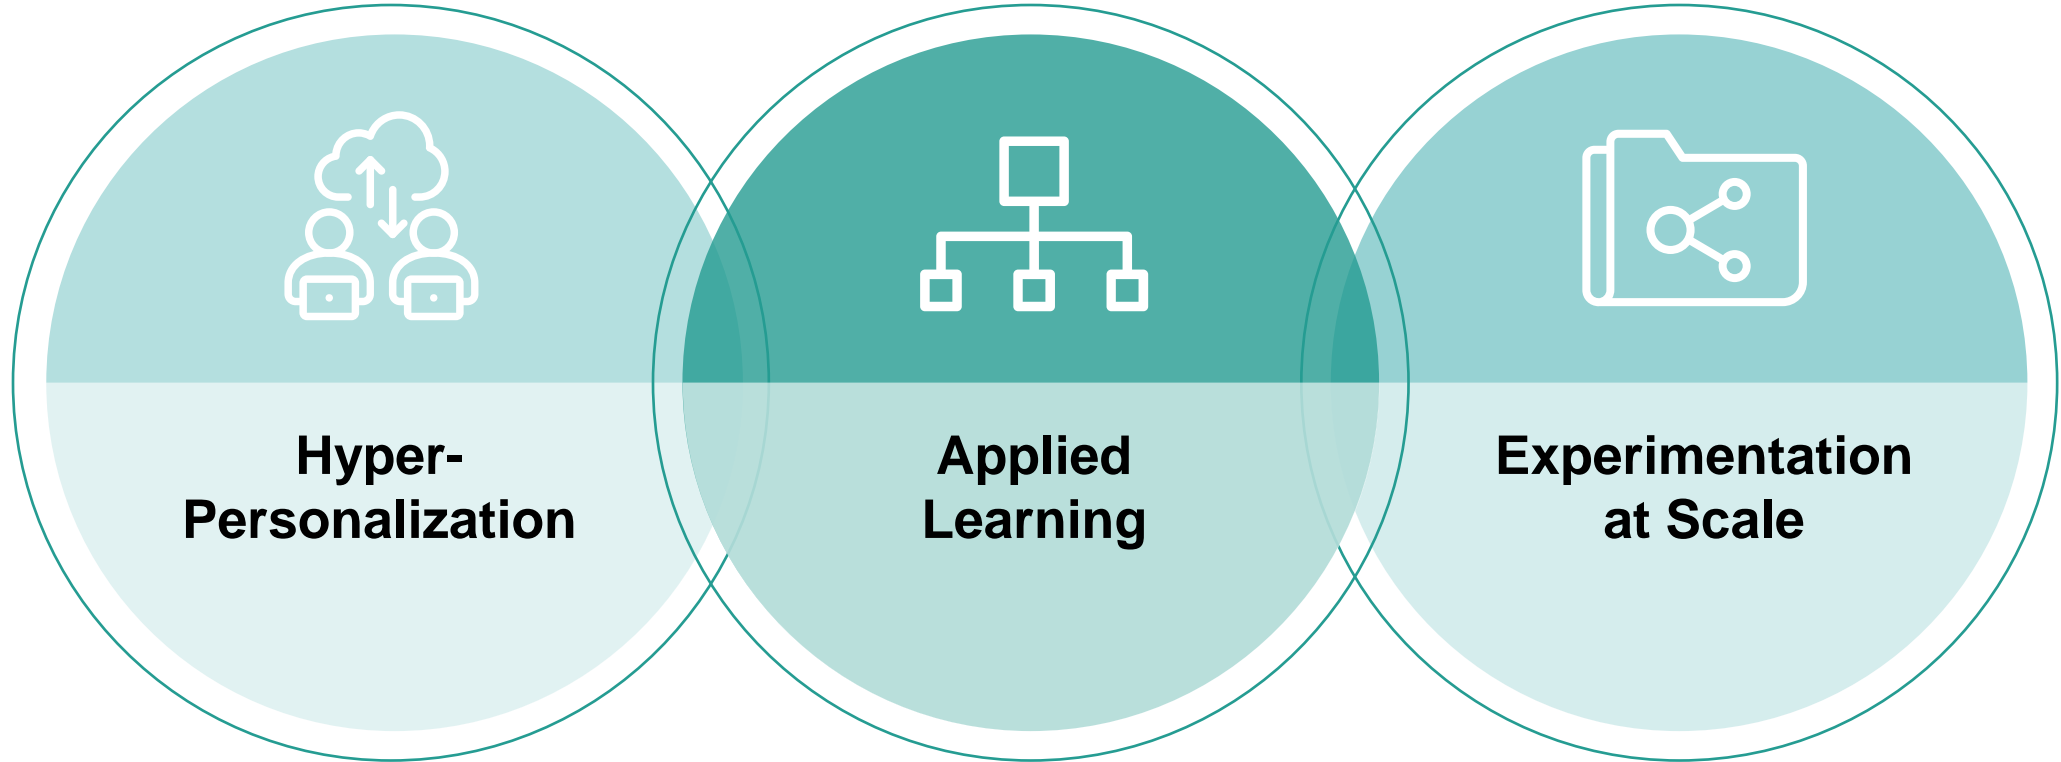 Hyper-
Personalization
Applied
Learning
Experimentation
at Scale